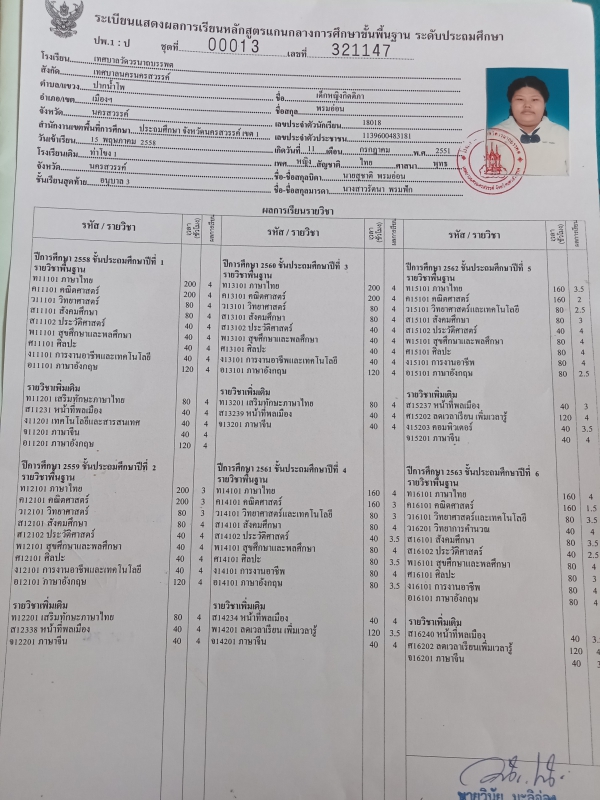 ระเบียนแสดงผลการเรียนหลักสูตรแกนกลางการศึกษาขั้นพื้นฐาน ระดับประถมศึกษา
ปพ.1 : ป ชุดที่ 00013 เลขที่ 321147
โรงเรียน เทศบาลวัดวรนาถบรรพต
สังกัด เทศบาลนครนครสวรรค์
ตำบล/แขวง ปากน้ำโพ
อำเภอ/เขต เมืองฯ
จังหวัด นครสวรรค์
สำนักงานเขตพื้นที่การศึกษา ประถมศึกษา จังหวัดนครสวรรค์ เขต 1
วันเข้าเรียน 15 พฤษภาคม 2558
โรงเรียนเดิม ท่าไข่ง1
จังหวัด นครสวรรค์
ชั้นเรียนสุดท้าย อนุบาล 3
ชื่อ เด็กหญิงกิตติภา
ชื่อสกุล พรมอ่อน
เลขประจำตัวนักเรียน 18018
เลขประจำตัวประชาชน 1139600483181
เกิดวันที่ 11 เดือน กรกฎาคม พ.ศ. 2551
เพศ หญิง สัญชาติ ไทย ศาสนา พุทธ
ชื่อ-ชื่อสกุลบิดา นายสุชาติ พรมอ่อน
ชื่อ-ชื่อสกุลมารดา นางสาวรัตนา พรมฟัก
ผลการเรียนรายวิชา
รหัส / รายวิชา เวลา (ชั่วโมง) ผลการเรียน
ปีการศึกษา 2558 ชั้นประถมศึกษาปีที่ 1
รายวิชาพื้นฐาน
ท11101 ภาษาไทย 200 4
ค11101 คณิตศาสตร์ 200 4
ว11101 วิทยาศาสตร์ 80 4
ส11101 สังคมศึกษา 80 4
ส11102 ประวัติศาสตร์ 40 4
พ11101 สุขศึกษาและพลศึกษา 40 4
ศ11101 ศิลปะ 40 4
ง11101 การงานอาชีพและเทคโนโลยี 40 4
อ11101 ภาษาอังกฤษ 120 4
รายวิชาเพิ่มเติม
ท11201 เสริมทักษะภาษาไทย 80 4
ส11231 หน้าที่พลเมือง 40 4
ง11201 เทคโนโลยีและสารสนเทศ 40 4
จ11201 ภาษาจีน 40 4
อ11201 ภาษาอังกฤษ 120 4
ปีการศึกษา 2559 ชั้นประถมศึกษาปีที่ 2
รายวิชาพื้นฐาน
ท12101 ภาษาไทย 200 3
ค12101 คณิตศาสตร์ 200 3
ว12101 วิทยาศาสตร์ 80 3
ส12101 สังคมศึกษา 80 4
ส12102 ประวัติศาสตร์ 40 4
พ12101 สุขศึกษาและพลศึกษา 40 4
ศ12101 ศิลปะ 40 4
ง12101 การงานอาชีพและเทคโนโลยี 40 4
อ12101 ภาษาอังกฤษ 120 4
รายวิชาเพิ่มเติม
ท12201 เสริมทักษะภาษาไทย 80 4
ส12338 หน้าที่พลเมือง 40 4
จ12201 ภาษาจีน 40 4
รหัส / รายวิชา เวลา (ชั่วโมง) ผลการเรียน
ปีการศึกษา 2560 ชั้นประถมศึกษาปีที่ 3
รายวิชาพื้นฐาน
ท13101 ภาษาไทย 200 4
ค13101 คณิตศาสตร์ 200 4
ว13101 วิทยาศาสตร์ 80 4
ส13101 สังคมศึกษา 80 4
ส13102 ประวัติศาสตร์ 40 4
พ13101 สุขศึกษาและพลศึกษา 40 4
ศ13101 ศิลปะ 40 4
ง13101 การงานอาชีพและเทคโนโลยี 40 4
อ13101 ภาษาอังกฤษ 120 4
รายวิชาเพิ่มเติม
ท13201 เสริมทักษะภาษาไทย 80 4
ส13239 หน้าที่พลเมือง 40 4
จ13201 ภาษาจีน 40 4
ปีการศึกษา 2561 ชั้นประถมศึกษาปีที่ 4
รายวิชาพื้นฐาน
ท14101 ภาษาไทย 160 4
ค14101 คณิตศาสตร์ 160 3
ว14101 วิทยาศาสตร์และเทคโนโลยี 80 3
ส14101 สังคมศึกษา 80 4
ส14102 ประวัติศาสตร์ 40 3.5
พ14101 สุขศึกษาและพลศึกษา 80 4
ศ14101 ศิลปะ 80 4
ง14101 การงานอาชีพ 80 4
อ14101 ภาษาอังกฤษ 80 3.5
รายวิชาเพิ่มเติม
ส14234 หน้าที่พลเมือง 40 4
พ14201 ลดเวลาเรียน เพิ่มเวลารู้ 120 3.5
จ14201 ภาษาจีน 40 4
รหัส / รายวิชา เวลา (ชั่วโมง) ผลการเรียน
ปีการศึกษา 2562 ชั้นประถมศึกษาปีที่ 5
รายวิชาพื้นฐาน
ท15101 ภาษาไทย 160 3.5
ค15101 คณิตศาสตร์ 160 2
ว15101 วิทยาศาสตร์และเทคโนโลยี 80 2.5
ส15101 สังคมศึกษา 80 3
ส15102 ประวัติศาสตร์ 40 4
พ15101 สุขศึกษาและพลศึกษา 80 4
ศ15101 ศิลปะ 80 4
ง15101 การงานอาชีพ 80 4
อ15101 ภาษาอังกฤษ 80 2.5
รายวิชาเพิ่มเติม
ส15237 หน้าที่พลเมือง 40 3
ศ15202 ลดเวลาเรียน เพิ่มเวลารู้ 120 4
ง15203 คอมพิวเตอร์ 40 3.5
จ15201 ภาษาจีน 40 4
ปีการศึกษา 2563 ชั้นประถมศึกษาปีที่ 6
รายวิชาพื้นฐาน
ท16101 ภาษาไทย 160 4
ค16101 คณิตศาสตร์ 160 1.5
ว16101 วิทยาศาสตร์และเทคโนโลยี 80 3.5
ว16201 วิทยาการคำนวณ 40 4
ส16101 สังคมศึกษา 80 3.5
ส16102 ประวัติศาสตร์ 40 2.5
พ16101 สุขศึกษาและพลศึกษา 80 4
ศ16101 ศิลปะ 80 3
ง16101 การงานอาชีพ 80 4
อ16101 ภาษาอังกฤษ 80 4
รายวิชาเพิ่มเติม
ส16240 หน้าที่พลเมือง 40
ศ16202 ลดเวลาเรียนเพิ่มเวลารู้ 120
จ16201 ภาษาจีน 40